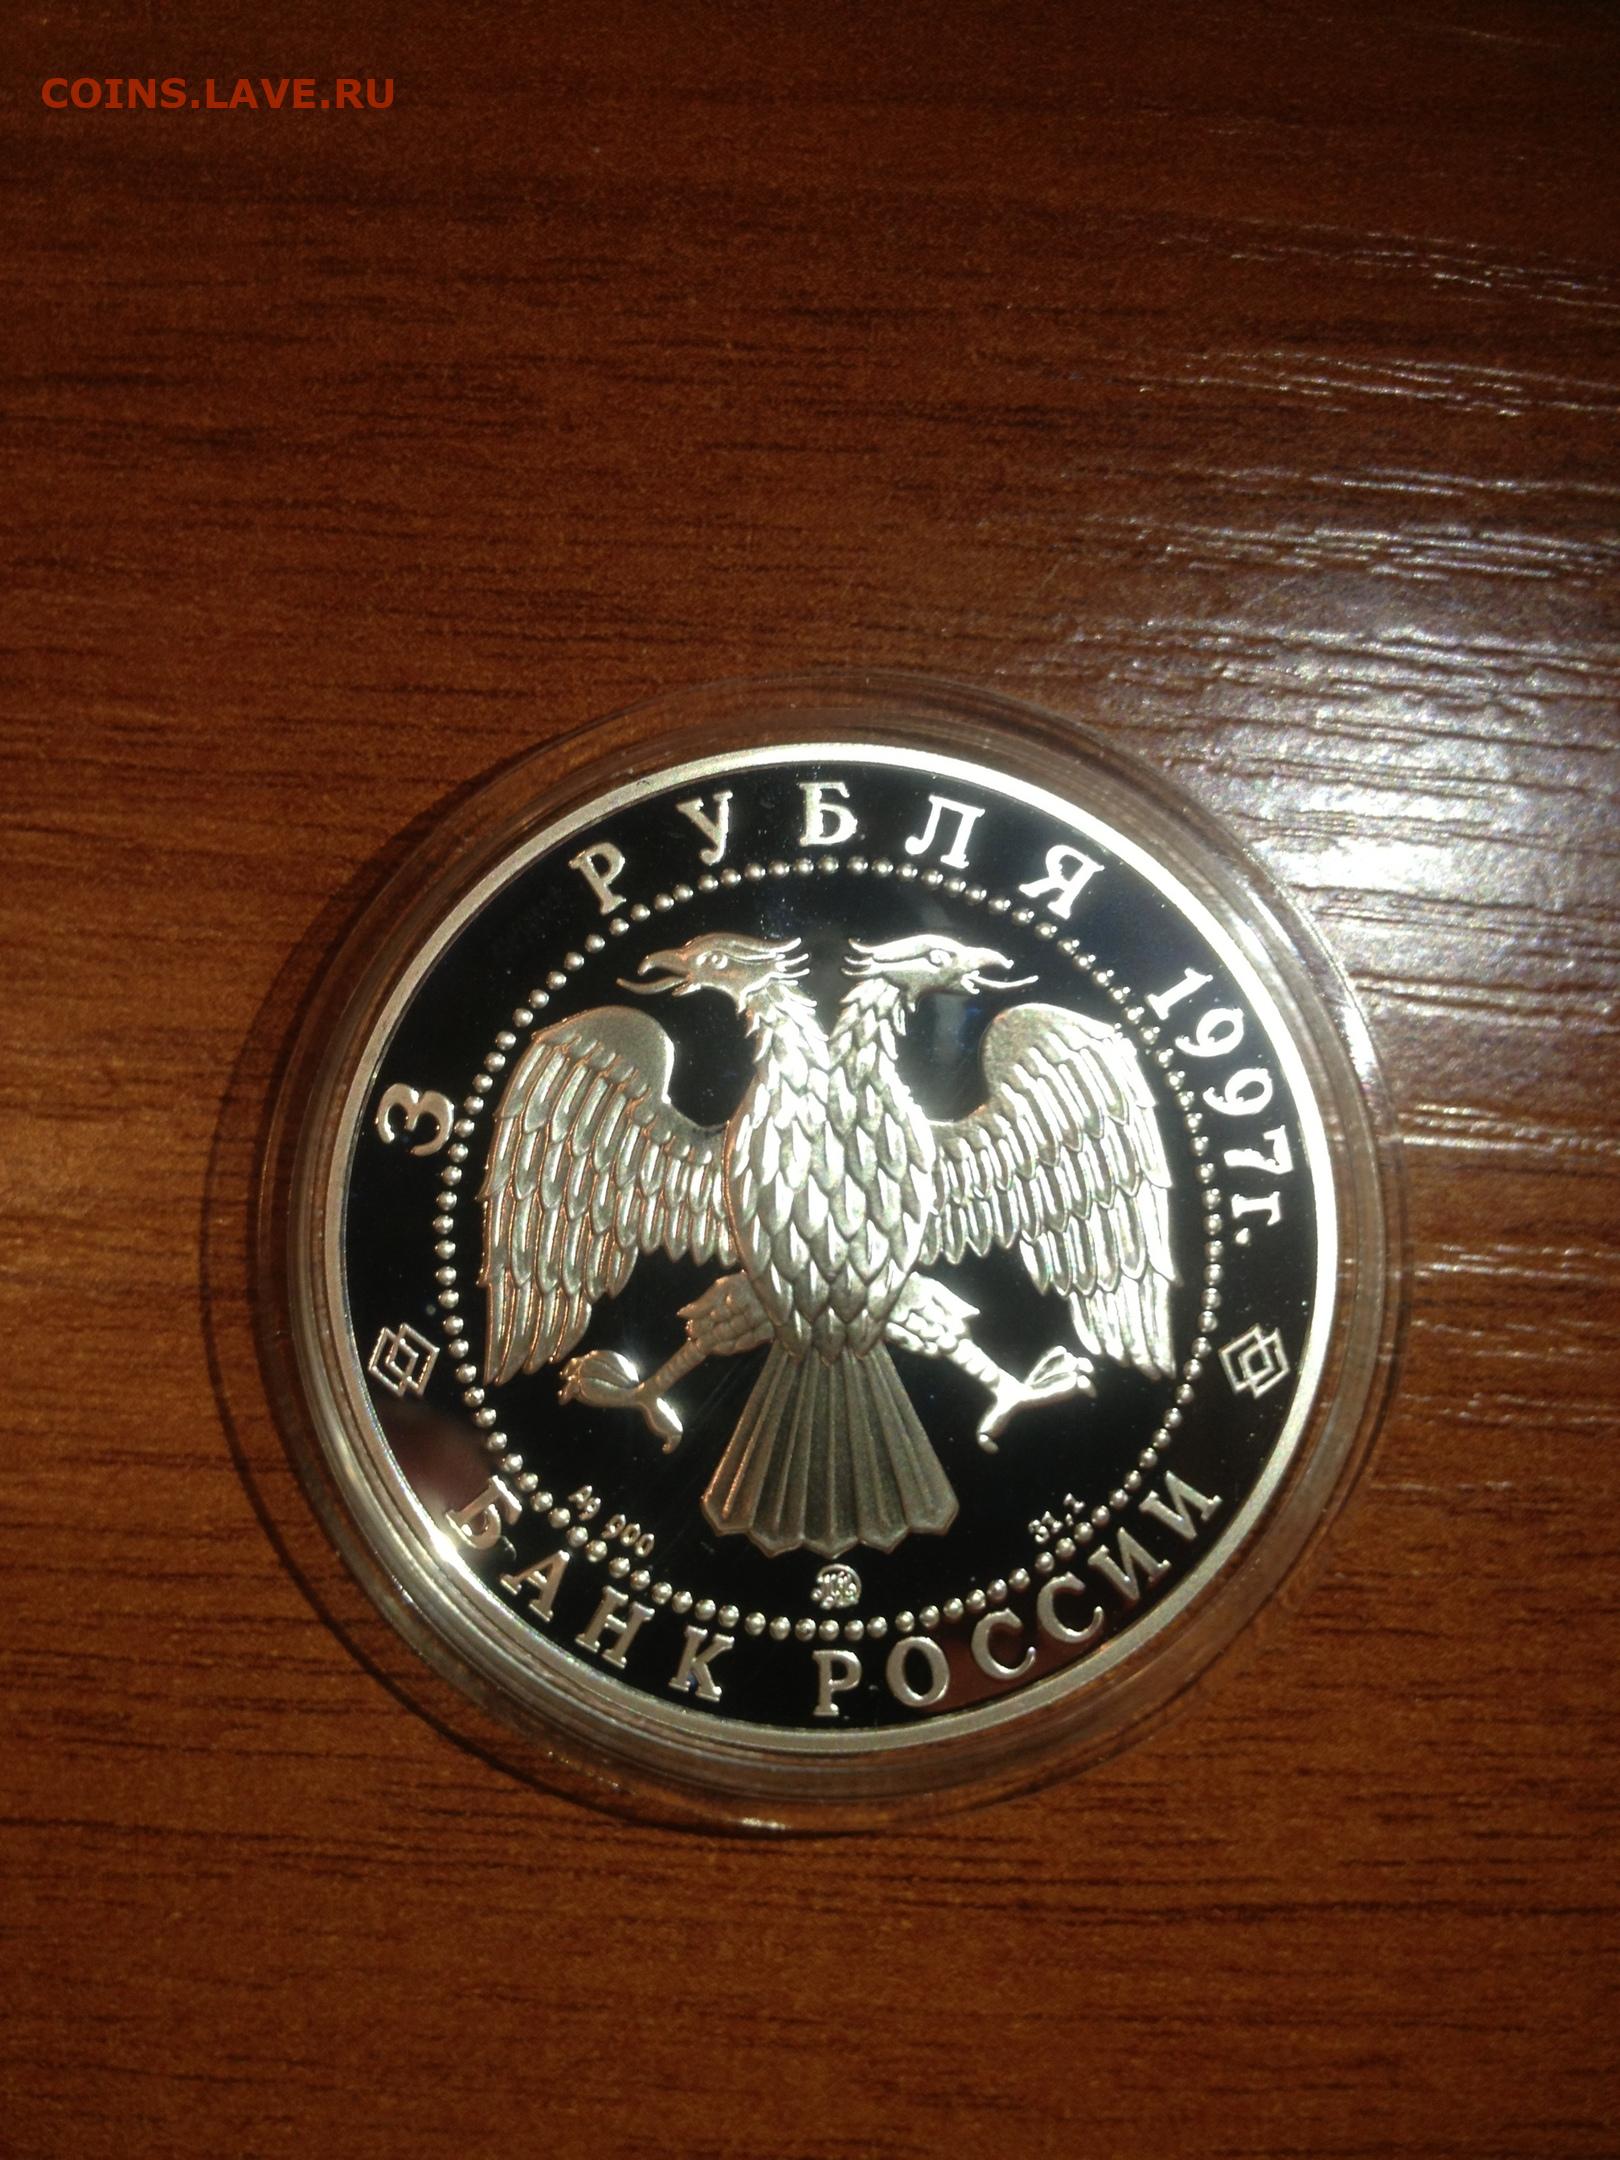 COINS.LAVE.RU
3 РУБЛЯ 1997г.
Ag 900
31,1
БАНК РОССИИ